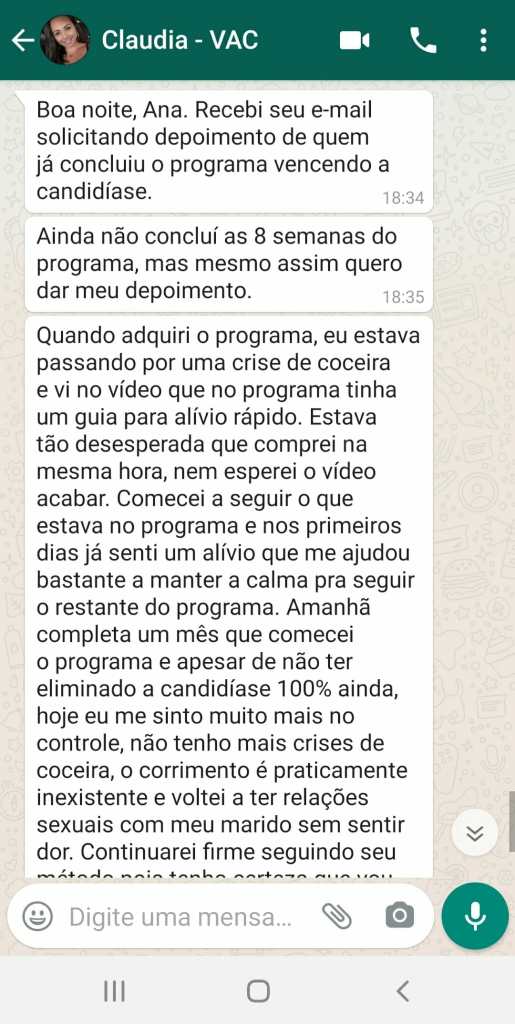 Claudia - VAC
Boa noite, Ana. Recebi seu e-mail
solicitando depoimento de quem
já concluiu o programa vencendo a
candidíase.
18:34
Ainda não concluí as 8 semanas do
programa, mas mesmo assim quero
dar meu depoimento.
18:35
Quando adquiri o programa, eu estava
passando por uma crise de coceira
e vi no vídeo que no programa tinha
um guia para alívio rápido. Estava
tão desesperada que comprei na
mesma hora, nem esperei o vídeo
acabar. Comecei a seguir o que
estava no programa e nos primeiros
dias já senti um alívio que me ajudou
bastante a manter a calma pra seguir
o restante do programa. Amanhã
completa um mês que comecei
o programa e apesar de não ter
eliminado a candidíase 100% ainda,
hoje eu me sinto muito mais no
controle, não tenho mais crises de
coceira, o corrimento é praticamente
inexistente e voltei a ter relações
sexuais com meu marido sem sentir
dor. Continuarei firme seguindo seu
método pois tenho certeza que vou
Digite uma mensa...